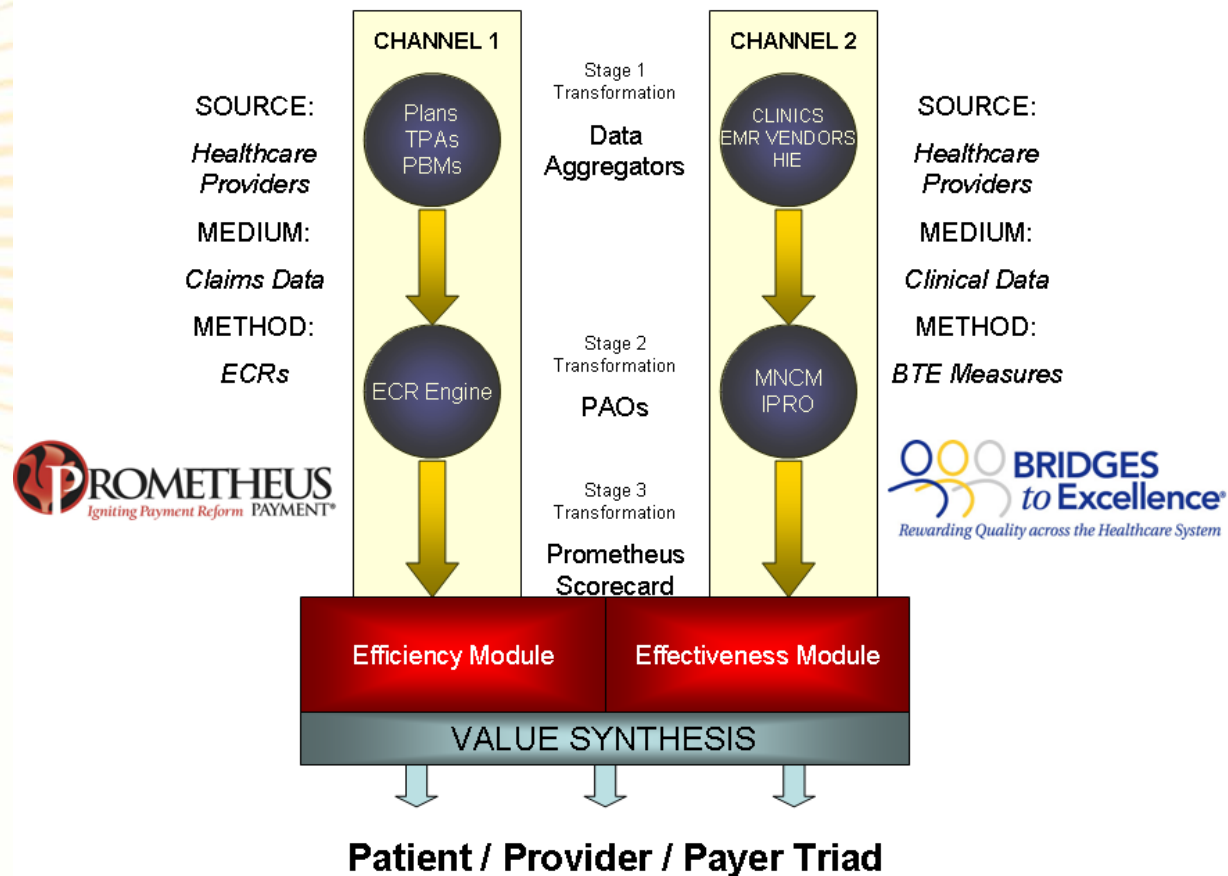 CHANNEL 1
CHANNEL 2
Stage 1
Transformation
Data
Aggregators
SOURCE:
Healthcare
Providers
MEDIUM:
Claims Data
METHOD:
ECRs
Plans
TPAs
PBMs
CLINICS
EMR VENDORS
HIE
SOURCE:
Healthcare
Providers
MEDIUM:
Clinical Data
METHOD:
BTE Measures
ECR Engine
Stage 2
Transformation
PAOs
MNCM
IPRO
PROMETHEUS
Igniting Payment Reform PAYMENT®
Stage 3
Transformation
Prometheus
Scorecard
BRIDGES
to Excellence®
Rewarding Quality across the Healthcare System
Efficiency Module
Effectiveness Module
VALUE SYNTHESIS
Patient / Provider / Payer Triad